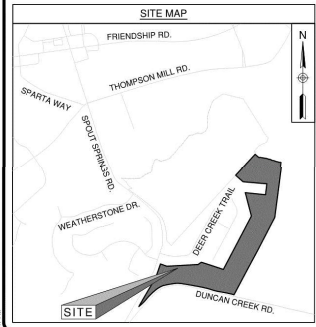 SITE MAP
FRIENDSHIP RD.
N
THOMPSON MILL RD.
SPARTA WAY
SPOUT SPRINGS RD.
WEATHERSTONE DR.
DEER CREEK TRAIL
DUNCAN CREEK RD.
SITE